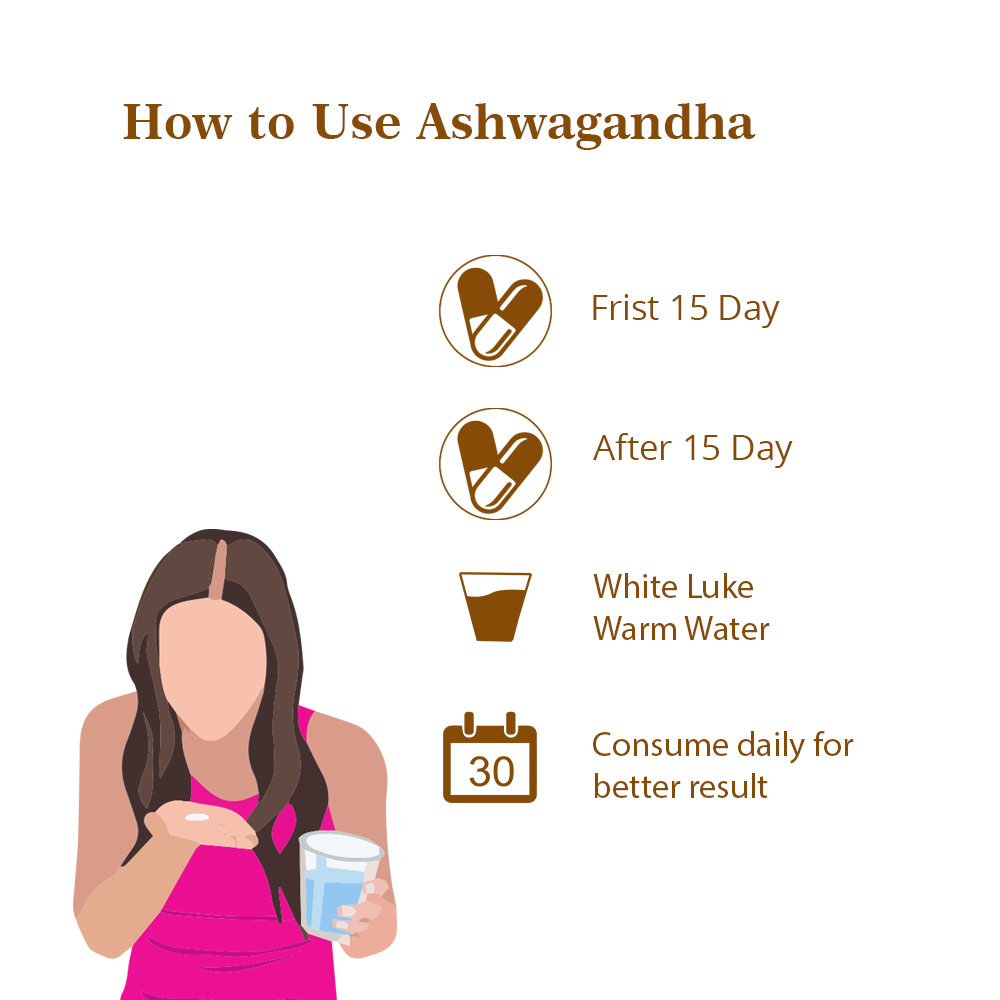 How to Use Ashwagandha
Frist 15 Day
After 15 Day
White Luke
Warm Water
30
Consume daily for
better result